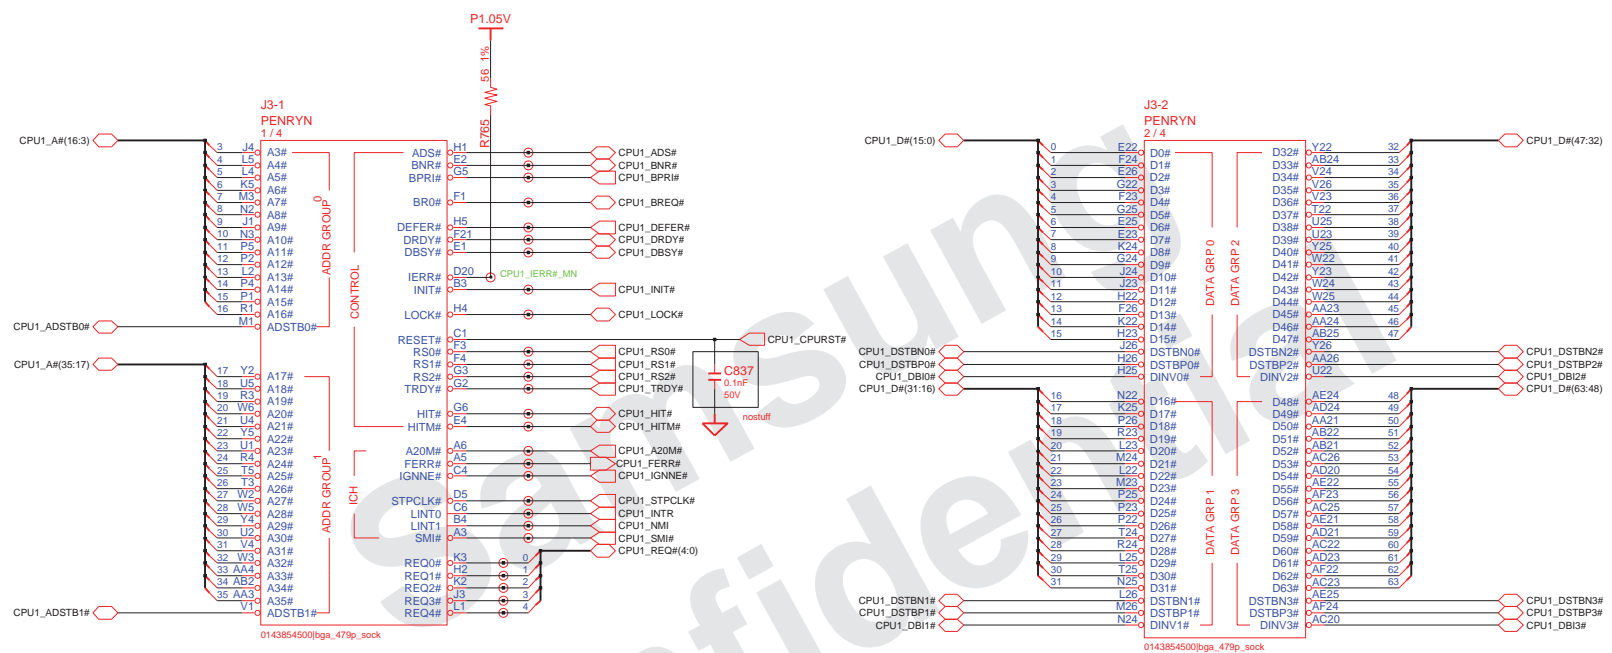 P1.05V
56 1%
R765
J3-1
PENRYN
1 / 4
CPU1_A#(16:3)
3 J4 A3#
4 L5 A4#
5 L4 A5#
6 K5 A6#
7 M3 A7#
8 N2 A8#
9 J1 A9#
10 N3 A10#
11 P5 A11#
12 P2 A12#
13 L2 A13#
14 P4 A14#
15 P1 A15#
16 R1 A16#
CPU1_ADSTB0# M1 ADSTB0#
ADDR GROUP 0
CPU1_A#(35:17)
17 Y2 A17#
18 U5 A18#
19 R3 A19#
20 W6 A20#
21 U4 A21#
22 Y5 A22#
23 U1 A23#
24 R4 A24#
25 T5 A25#
26 T3 A26#
27 W2 A27#
28 W5 A28#
29 Y4 A29#
30 U2 A30#
31 V4 A31#
32 W3 A32#
33 AA4 A33#
34 AB2 A34#
35 AA3 A35#
CPU1_ADSTB1# V1 ADSTB1#
ADDR GROUP 1
CONTROL
ADS# H1 CPU1_ADS#
BNR# E2 CPU1_BNR#
BPRI# G5 CPU1_BPRI#
BR0# F1 CPU1_BREQ#
DEFER# H5 CPU1_DEFER#
DRDY# F21 CPU1_DRDY#
DBSY# E1 CPU1_DBSY#
IERR# D20 CPU1_IERR#_MN
INIT# B3 CPU1_INIT#
LOCK# H4 CPU1_LOCK#
RESET# C1 CPU1_CPURST#
RS0# F3 CPU1_RS0#
RS1# F4 CPU1_RS1#
RS2# G3 CPU1_RS2#
TRDY# G2 CPU1_TRDY#
HIT# G6 CPU1_HIT#
HITM# E4 CPU1_HITM#
C837
0.1nF
50V
nostuff
ICH
A20M# A6 CPU1_A20M#
FERR# A5 CPU1_FERR#
IGNNE# C4 CPU1_IGNNE#
STPCLK# D5 CPU1_STPCLK#
LINT0 C6 CPU1_INTR
LINT1 B4 CPU1_NMI
SMI# A3 CPU1_SMI#
CPU1_REQ#(4:0)
REQ0# K3 0
REQ1# H2 1
REQ2# K2 2
REQ3# J3 3
REQ4# L1 4
0143854500|bga_479p_sock
J3-2
PENRYN
2 / 4
CPU1_D#(15:0)
0 E22 D0#
1 F24 D1#
2 E26 D2#
3 G22 D3#
4 F23 D4#
5 G25 D5#
6 E25 D6#
7 E23 D7#
8 K24 D8#
9 G24 D9#
10 J24 D10#
11 J23 D11#
12 H22 D12#
13 F26 D13#
14 K22 D14#
15 H23 D15#
CPU1_DSTBN0# J26 DSTBN0#
CPU1_DSTBP0# H26 DSTBP0#
CPU1_DBI0# H25 DINV0#
DATA GRP 0
CPU1_D#(31:16)
16 N22 D16#
17 K25 D17#
18 P26 D18#
19 R23 D19#
20 L23 D20#
21 M24 D21#
22 L22 D22#
23 M23 D23#
24 P25 D24#
25 P23 D25#
26 P22 D26#
27 T24 D27#
28 R24 D28#
29 L25 D29#
30 T25 D30#
31 N25 D31#
CPU1_DSTBN1# L26 DSTBN1#
CPU1_DSTBP1# M26 DSTBP1#
CPU1_DBI1# N24 DINV1#
DATA GRP 1
DATA GRP 2
CPU1_D#(47:32)
D32# Y22 32
D33# AB24 33
D34# V24 34
D35# V26 35
D36# V23 36
D37# T22 37
D38# U25 38
D39# U23 39
D40# Y25 40
D41# W22 41
D42# Y23 42
D43# W24 43
D44# W25 44
D45# AA23 45
D46# AA24 46
D47# AB25 47
DSTBN2# Y26 CPU1_DSTBN2#
DSTBP2# AA26 CPU1_DSTBP2#
DINV2# U22 CPU1_DBI2#
DATA GRP 3
CPU1_D#(63:48)
D48# AE24 48
D49# AD24 49
D50# AA21 50
D51# AB22 51
D52# AB21 52
D53# AC26 53
D54# AD20 54
D55# AE22 55
D56# AF23 56
D57# AC25 57
D58# AE21 58
D59# AD21 59
D60# AC22 60
D61# AD23 61
D62# AF22 62
D63# AC23 63
DSTBN3# AE25 CPU1_DSTBN3#
DSTBP3# AF24 CPU1_DSTBP3#
DINV3# AC20 CPU1_DBI3#
0143854500|bga_479p_sock
Samsung